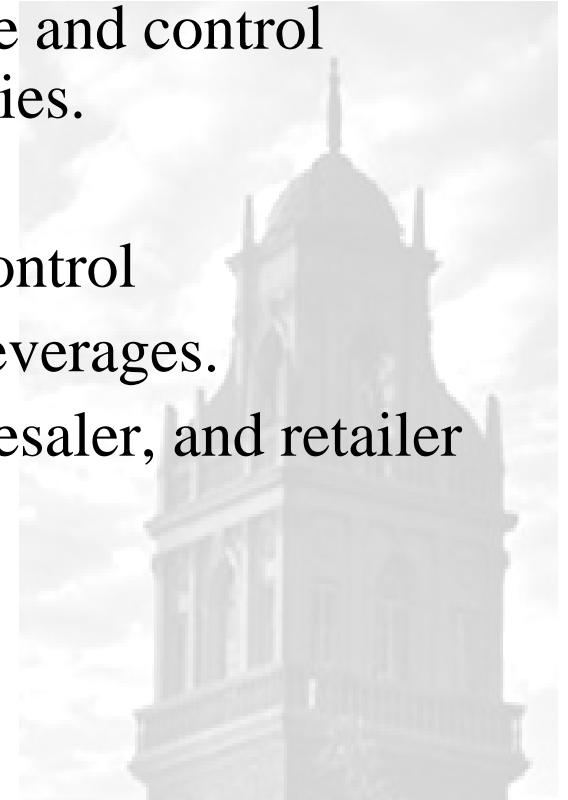 e and control
ies.
ontrol
everages.
esaler, and retailer